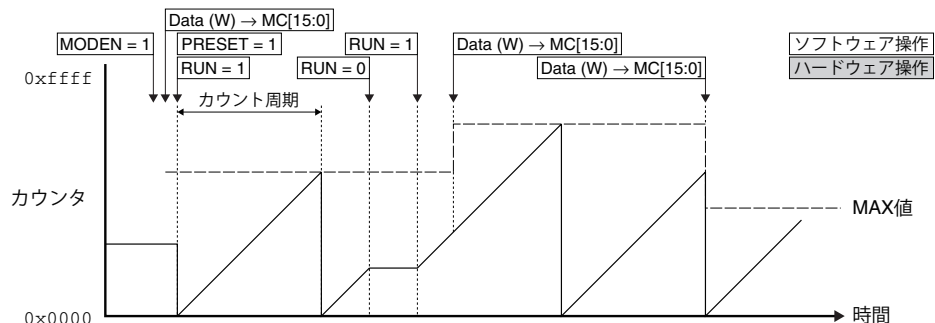 Data (W) → MC[15:0]
MODEN = 1
PRESET = 1
RUN = 1
Data (W) → MC[15:0]
ソフトウェア操作
0xffff
RUN = 1
RUN = 0
Data (W) → MC[15:0]
ハードウェア操作
カウント周期
カウンタ
MAX値
0x0000
時間